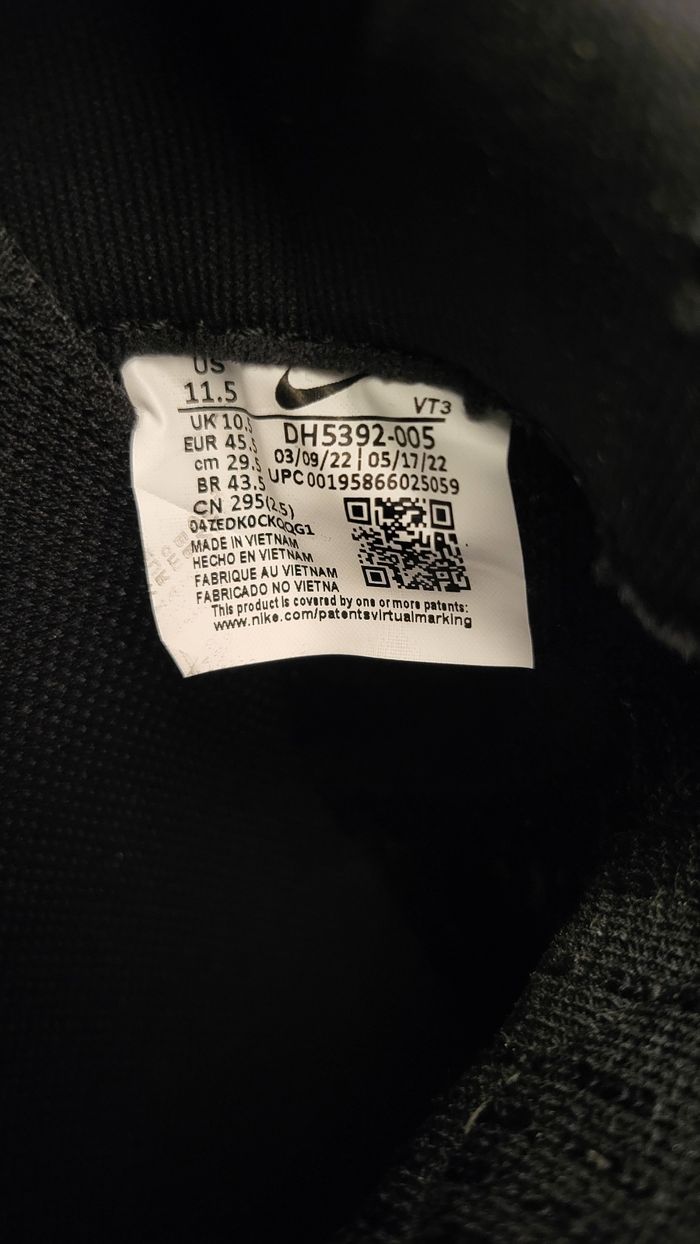 US
11.5
VT3
UK 10.5
DH5392-005
EUR 45.5
03/09/22 | 05/17/22
cm 29.5
UPC00195866025059
BR 43.5
CN 295(2.5)
04ZEDK0CKQQG1
MADE IN VIETNAM
HECHO EN VIETNAM
FABRIQUE AU VIETNAM
FABRICADO NO VIETNA
This product is covered by one or more patents:
www.nike.com/patentsvirtualmarking